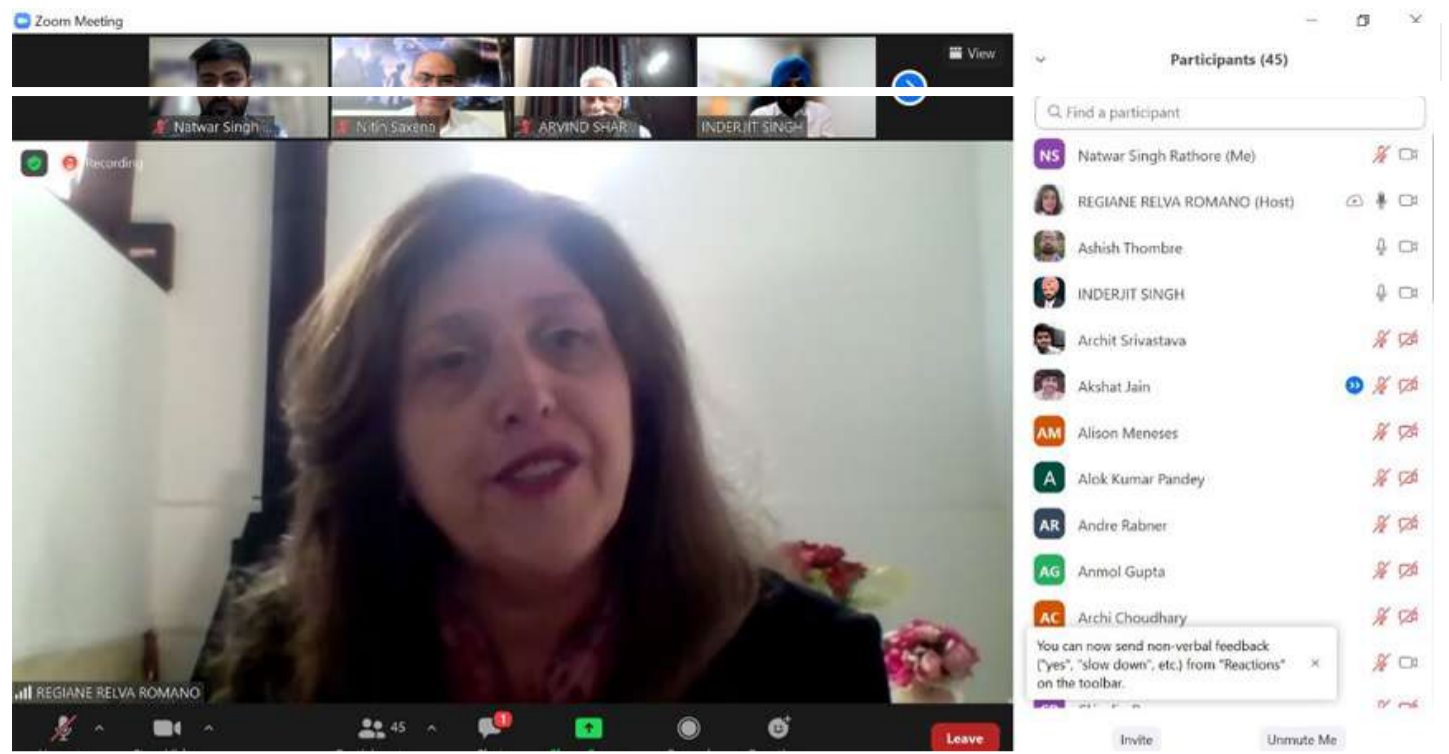 Zoom Meeting
View
Natwar Singh
Nitin Saxena
ARVIND SHAR
INDERJIT SINGH
Recording
REGIANE RELVA ROMANO
45
1
Leave
Participants (45)
Find a participant
NS Natwar Singh Rathore (Me)
REGIANE RELVA ROMANO (Host)
Ashish Thombre
INDERJIT SINGH
Archit Srivastava
Akshat Jain
AM Alison Meneses
A Alok Kumar Pandey
AR Andre Rabner
AG Anmol Gupta
AC Archi Choudhary
You can now send non-verbal feedback
("yes", "slow down", etc.) from "Reactions"
on the toolbar.
Invite
Unmute Me